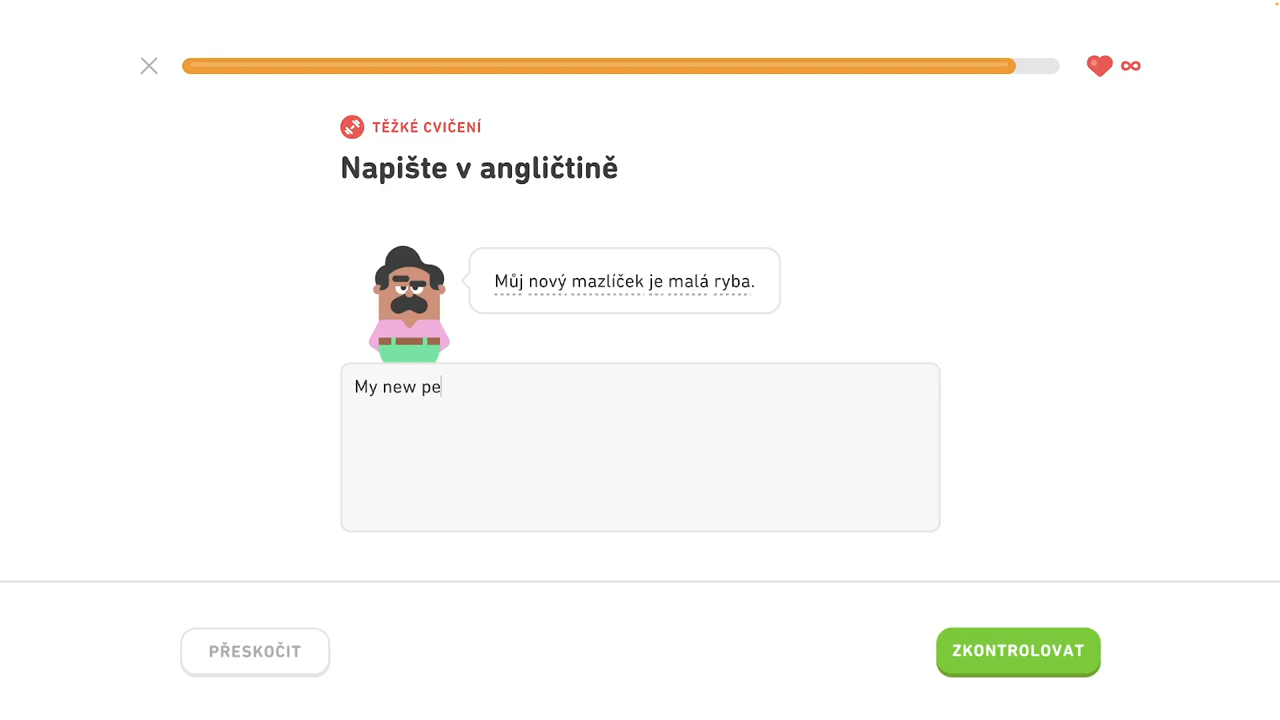 TĚŽKÉ CVIČENÍ
Napište v angličtině
Můj nový mazlíček je malá ryba.
My new pe
PŘESKOČIT
ZKONTROLOVAT